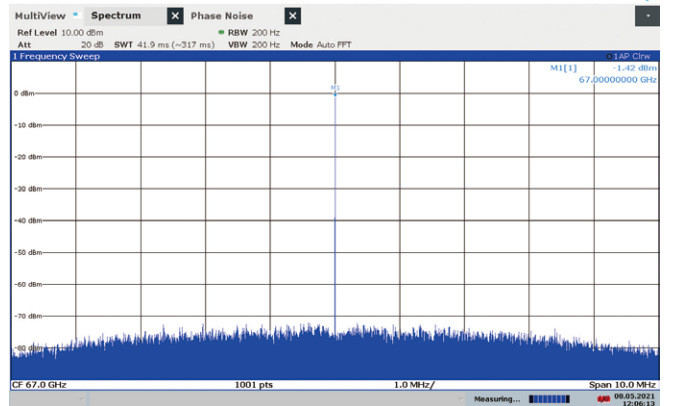 MultiView Spectrum X Phase Noise X
Ref Level 10.00 dBm RBW 200 Hz
Att 20 dB SWT 41.9 ms (~317 ms) VBW 200 Hz Mode Auto FFT
1 Frequency Sweep 1AP Clrw
M1[1] -1.42 dBm
67.00000000 GHz
M1
0 dBm
-10 dBm
-20 dBm
-30 dBm
-40 dBm
-50 dBm
-60 dBm
-70 dBm
-80 dBm
CF 67.0 GHz 1001 pts 1.0 MHz/ Span 10.0 MHz
Measuring... 08.05.2021
12:06:13